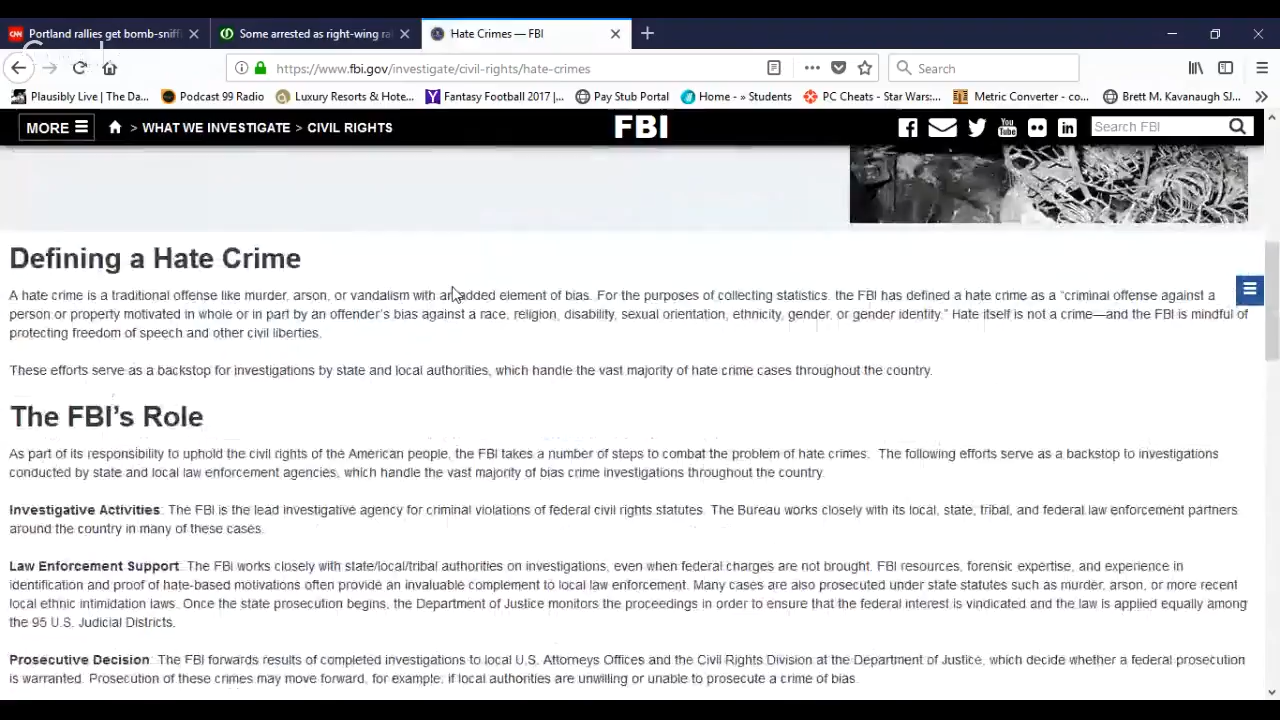 Portland rallies get bomb-sniffi
Some arrested as right-wing ral
Hate Crimes — FBI
https://www.fbi.gov/investigate/civil-rights/hate-crimes
Search
Plausibly Live | The Da...
Podcast 99 Radio
Luxury Resorts & Hote...
Fantasy Football 2017 |...
Pay Stub Portal
Home - » Students
PC Cheats - Star Wars:...
Metric Converter - co...
Brett M. Kavanaugh SJ...
MORE > WHAT WE INVESTIGATE > CIVIL RIGHTS
FBI
You Tube
in
Search FBI
Defining a Hate Crime
A hate crime is a traditional offense like murder, arson, or vandalism with an added element of bias. For the purposes of collecting statistics, the FBI has defined a hate crime as a “criminal offense against a
person or property motivated in whole or in part by an offender’s bias against a race, religion, disability, sexual orientation, ethnicity, gender, or gender identity.” Hate itself is not a crime—and the FBI is mindful of
protecting freedom of speech and other civil liberties.
These efforts serve as a backstop for investigations by state and local authorities, which handle the vast majority of hate crime cases throughout the country.
The FBI’s Role
As part of its responsibility to uphold the civil rights of the American people, the FBI takes a number of steps to combat the problem of hate crimes. The following efforts serve as a backstop to investigations
conducted by state and local law enforcement agencies, which handle the vast majority of bias crime investigations throughout the country.
Investigative Activities: The FBI is the lead investigative agency for criminal violations of federal civil rights statutes. The Bureau works closely with its local, state, tribal, and federal law enforcement partners
around the country in many of these cases.
Law Enforcement Support: The FBI works closely with state/local/tribal authorities on investigations, even when federal charges are not brought. FBI resources, forensic expertise, and experience in
identification and proof of hate-based motivations often provide an invaluable complement to local law enforcement. Many cases are also prosecuted under state statutes such as murder, arson, or more recent
local ethnic intimidation laws. Once the state prosecution begins, the Department of Justice monitors the proceedings in order to ensure that the federal interest is vindicated and the law is applied equally among
the 95 U.S. Judicial Districts.
Prosecutive Decision: The FBI forwards results of completed investigations to local U.S. Attorneys Offices and the Civil Rights Division at the Department of Justice, which decide whether a federal prosecution
is warranted. Prosecution of these crimes may move forward, for example, if local authorities are unwilling or unable to prosecute a crime of bias.